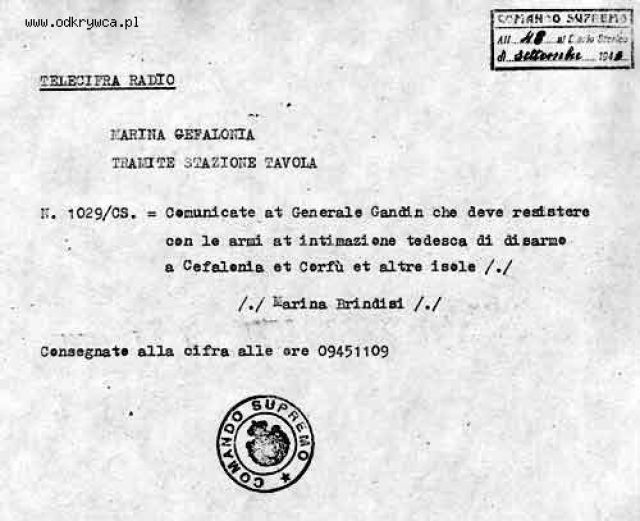 www.odkrywca.pl
COMANDO SUPREMO
All. 48 al Diario Storico
di settembre 1943
TELECIFRA RADIO
MARINA CEFALONIA
TRAMITE STAZIONE TAVOLA
N. 1029/CS. = Comunicate at Generale Gandin che deve resistere
con le armi at intimazione tedesca di disarmo
a Cefalonia et Corfù et altre isole /./
/./ Marina Brindisi /./
Consegnato alla cifra alle ore 09451109
COMANDO SUPREMO